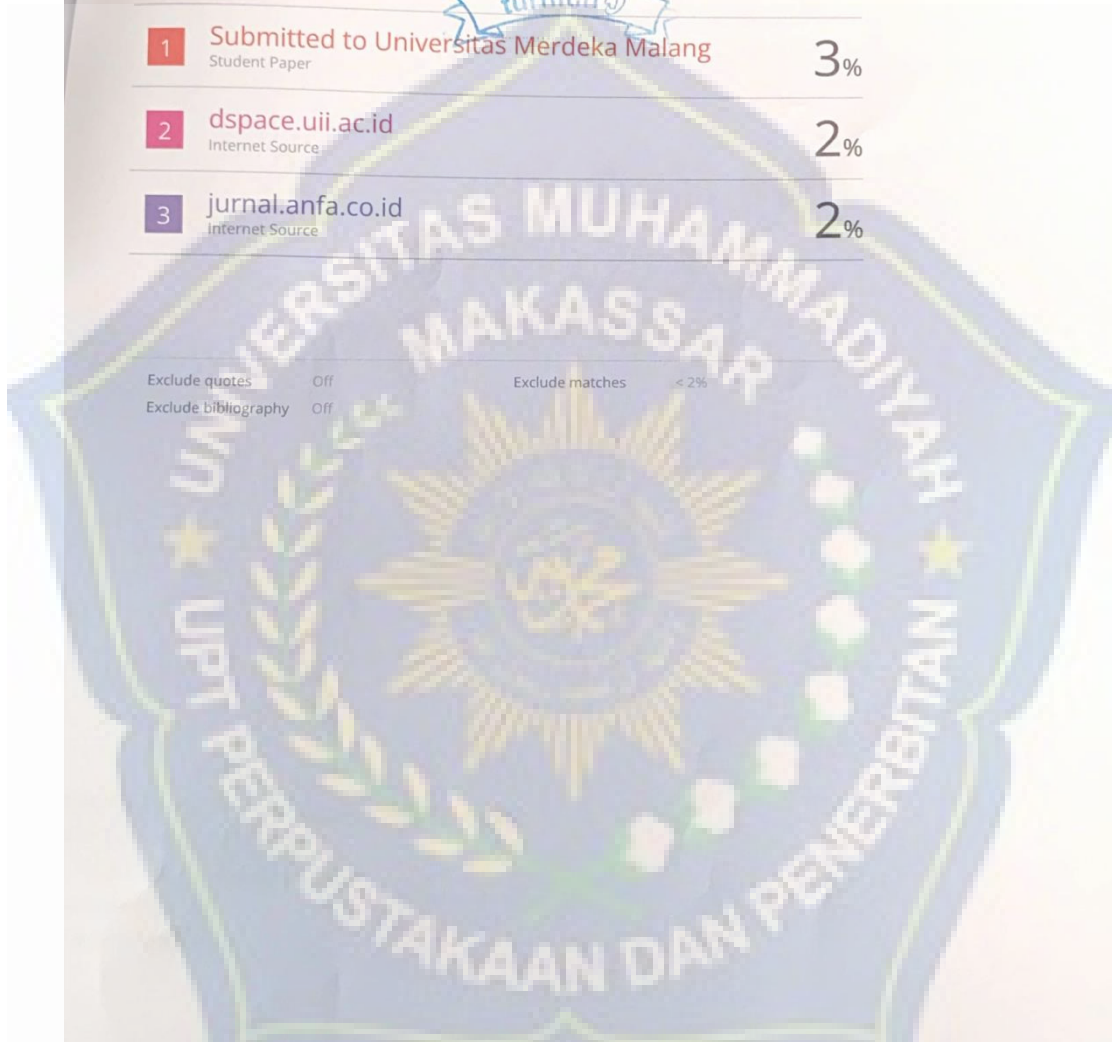 1 Submitted to Universitas Merdeka Malang 3%
Student Paper
2 dspace.uii.ac.id 2%
Internet Source
3 jurnal.anfa.co.id 2%
Internet Source
Exclude quotes Off Exclude matches < 2%
Exclude bibliography Off
UNIVERSITAS MUHAMMADIYAH
MAKASSAR
UPT PERPUSTAKAAN DAN PENERBITAN